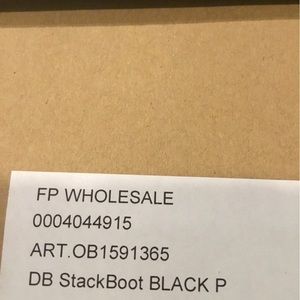 FP WHOLESALE
0004044915
ART.OB1591365
DB StackBoot BLACK P